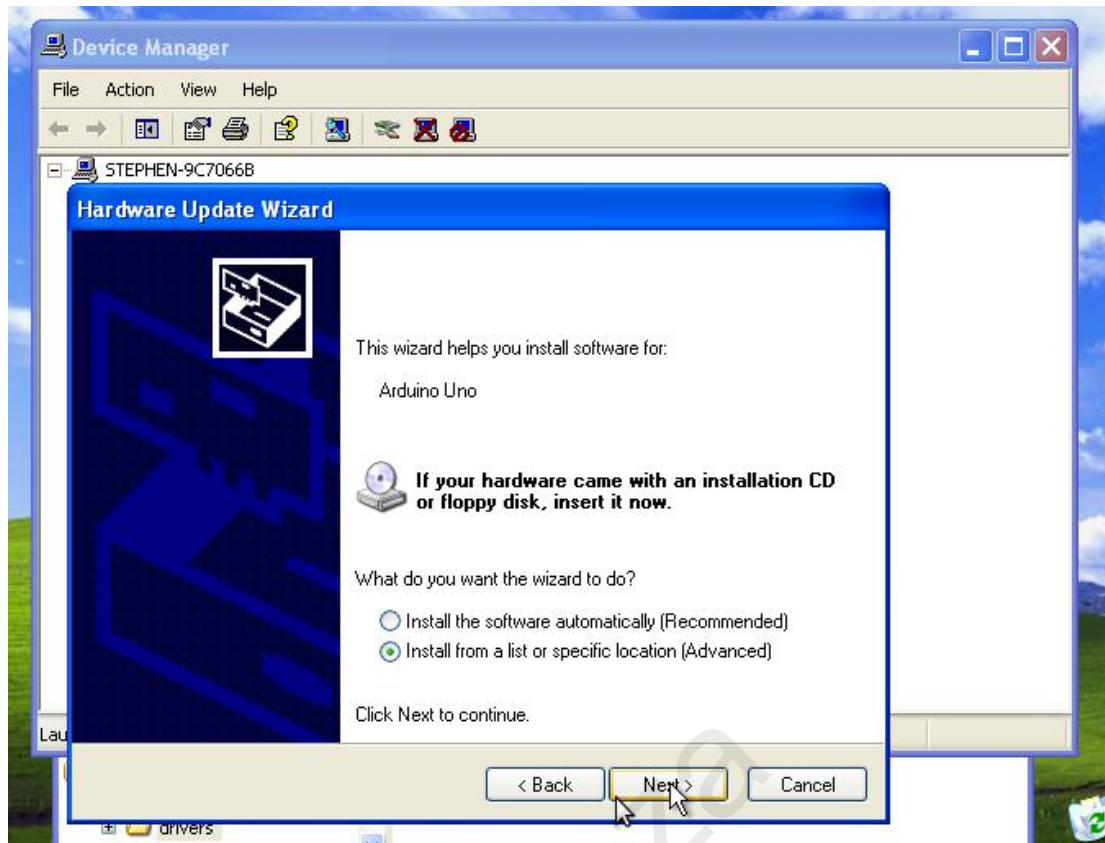 Device Manager
File Action View Help
STEPHEN-9C7066B
Hardware Update Wizard
This wizard helps you install software for:
Arduino Uno
If your hardware came with an installation CD
or floppy disk, insert it now.
What do you want the wizard to do?
Install the software automatically (Recommended)
Install from a list or specific location (Advanced)
Click Next to continue.
Lau
< Back Next > Cancel
drivers